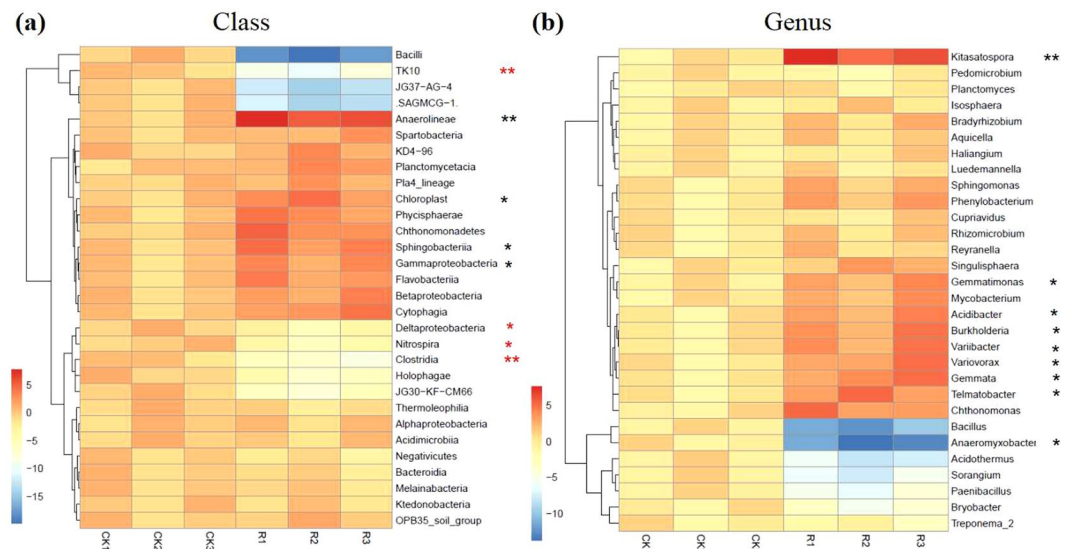 (a) Class
Bacilli
TK10 **
JG37-AG-4
.SAGMCG-1.
Anaerolineae **
Spartobacteria
KD4-96
Planctomycetacia
Pla4_lineage
Chloroplast *
Phycisphaerae
Chthonomonadetes
Sphingobacteriia *
Gammaproteobacteria *
Flavobacteriia
Betaproteobacteria
Cytophagia
Deltaproteobacteria *
Nitrospira *
Clostridia **
Holophagae
JG30-KF-CM66
Thermoleophilia
Alphaproteobacteria
Acidimicrobiia
Negativicutes
Bacteroidia
Melainabacteria
Ktedonobacteria
OPB35_soil_group
5
0
−5
−10
−15
CK1 CK2 CK3 R1 R2 R3
(b) Genus
Kitasatospora **
Pedomicrobium
Planctomyces
Isosphaera
Bradyrhizobium
Aquicella
Haliangium
Luedemannella
Sphingomonas
Phenylobacterium
Cupriavidus
Rhizomicrobium
Reyranella
Singulisphaera
Gemmatimonas *
Mycobacterium
Acidibacter *
Burkholderia *
Variibacter *
Variovorax *
Gemmata *
Telmatobacter *
Chthonomonas
Bacillus
Anaeromyxobacter *
Acidothermus
Sorangium
Paenibacillus
Bryobacter
Treponema_2
5
0
−5
−10
CK CK CK R1 R2 R3